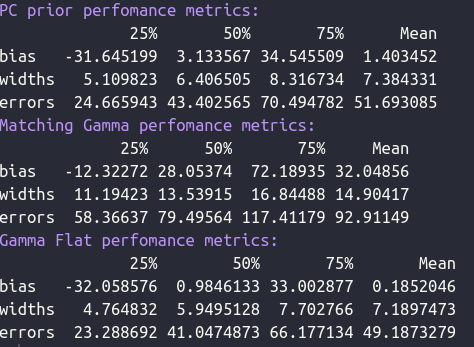 PC prior perfomance metrics:
25% 50% 75% Mean
bias -31.645199 3.133567 34.545509 1.403452
widths 5.109823 6.406505 8.316734 7.384331
errors 24.665943 43.402565 70.494782 51.693085
Matching Gamma perfomance metrics:
25% 50% 75% Mean
bias -12.32272 28.05374 72.18935 32.04856
widths 11.19423 13.53915 16.84488 14.90417
errors 58.36637 79.49564 117.41179 92.91149
Gamma Flat perfomance metrics:
25% 50% 75% Mean
bias -32.058576 0.9846133 33.002877 0.1852046
widths 4.764832 5.9495128 7.702766 7.1897473
errors 23.288692 41.0474873 66.177134 49.1873279